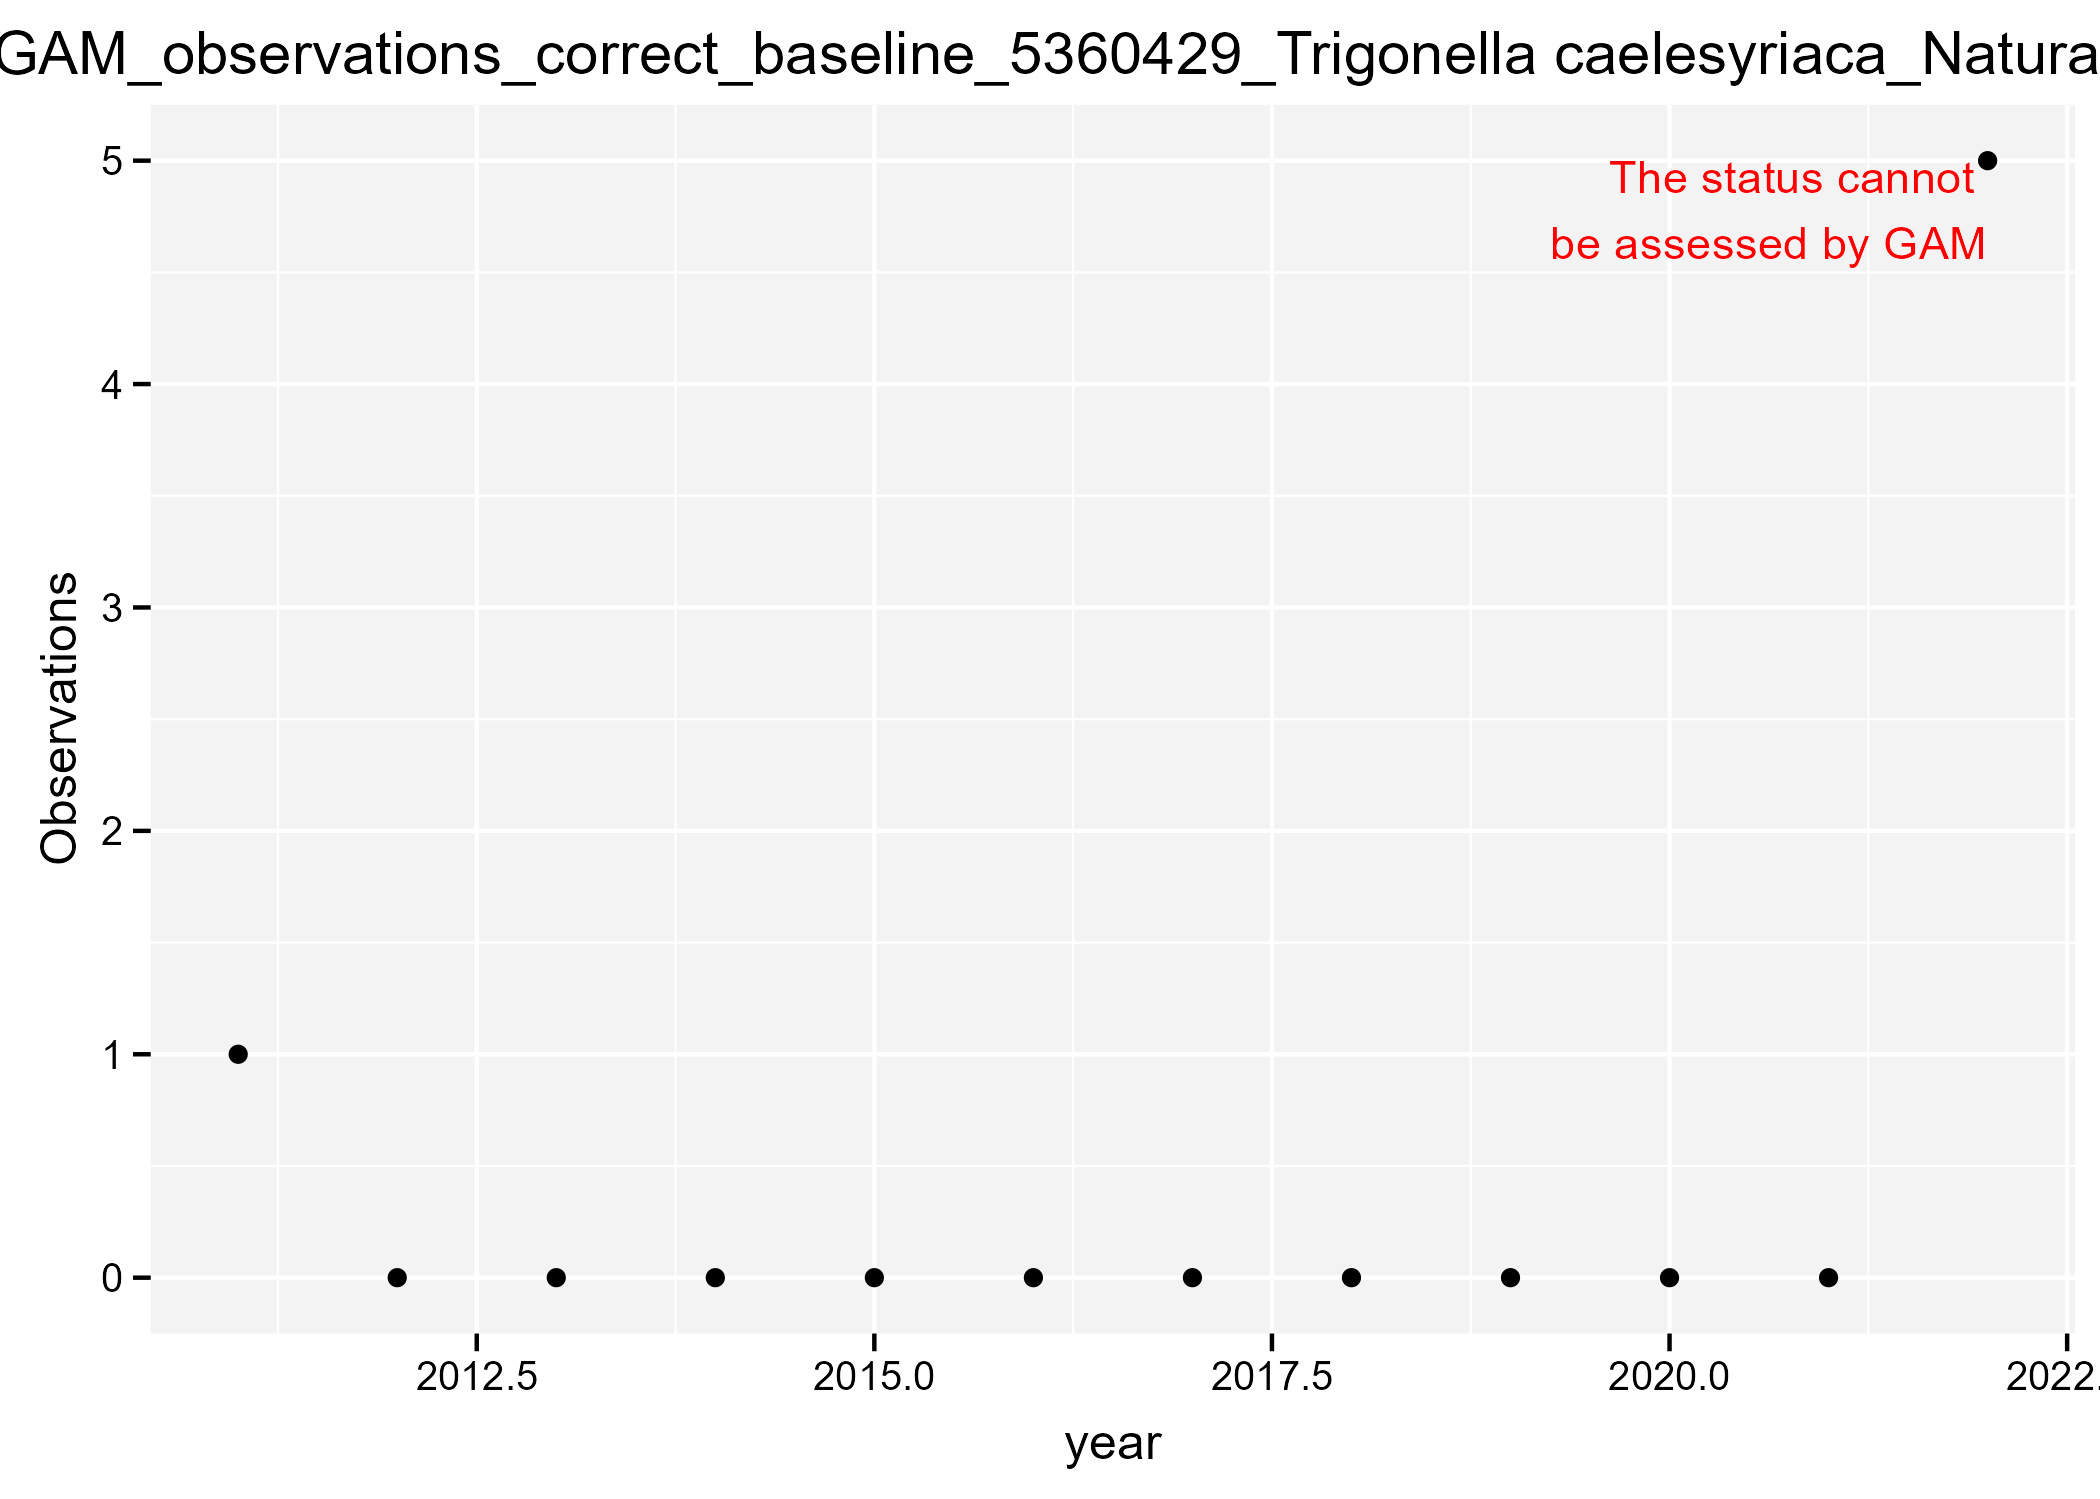 GAM_observations_correct_baseline_5360429_Trigonella caelesyriaca_Natura
5
The status cannot
be assessed by GAM
4
3
2
1
0
Observations
2012.5
2015.0
2017.5
2020.0
2022.
year